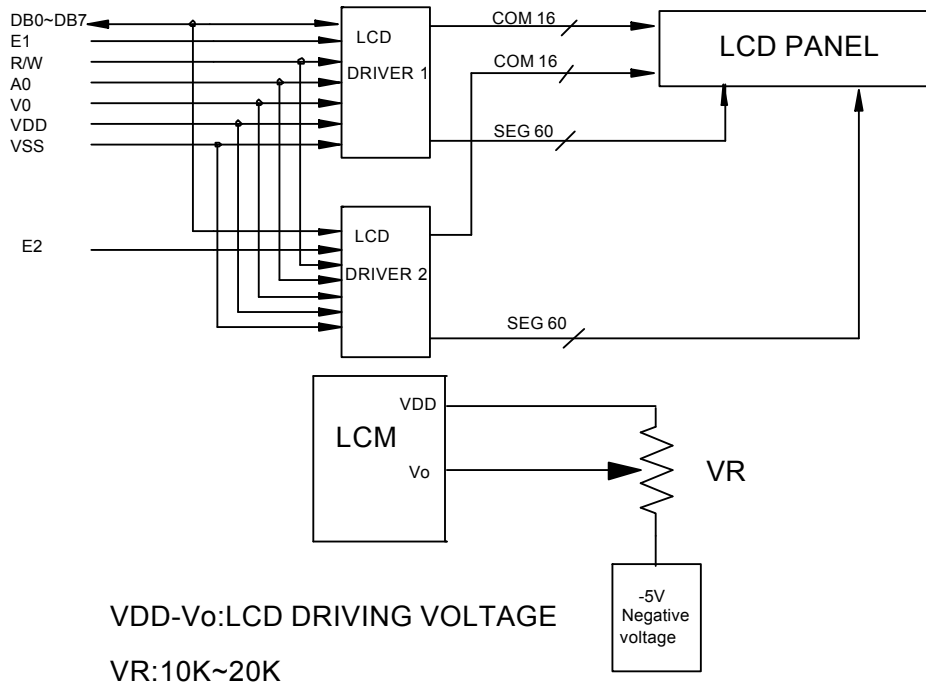 DB0~DB7
E1
R/W
A0
V0
VDD
VSS
E2
LCD
DRIVER 1
COM 16
COM 16
SEG 60
LCD PANEL
LCD
DRIVER 2
SEG 60
VDD
LCM
Vo
VR
-5V
Negative
voltage
VDD-Vo:LCD DRIVING VOLTAGE
VR:10K~20K